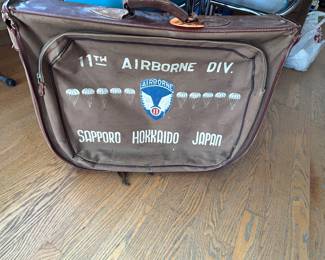 11TH AIRBORNE DIV.
AIRBORNE
11
SAPPORO HOKKAIDO JAPAN